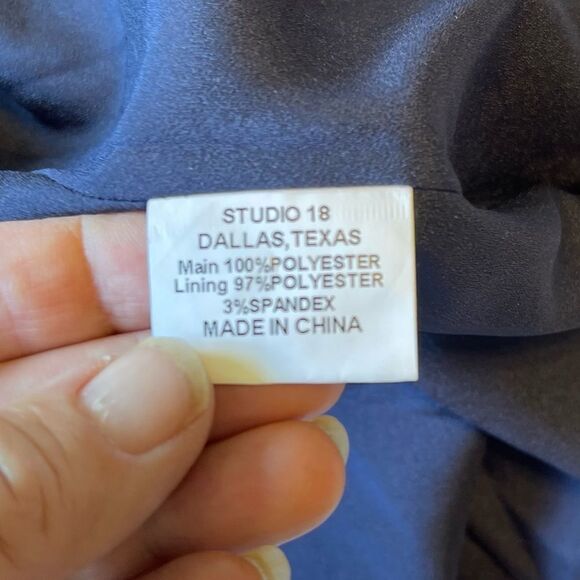 STUDIO 18
DALLAS,TEXAS
Main 100%POLYESTER
Lining 97%POLYESTER
3%SPANDEX
MADE IN CHINA